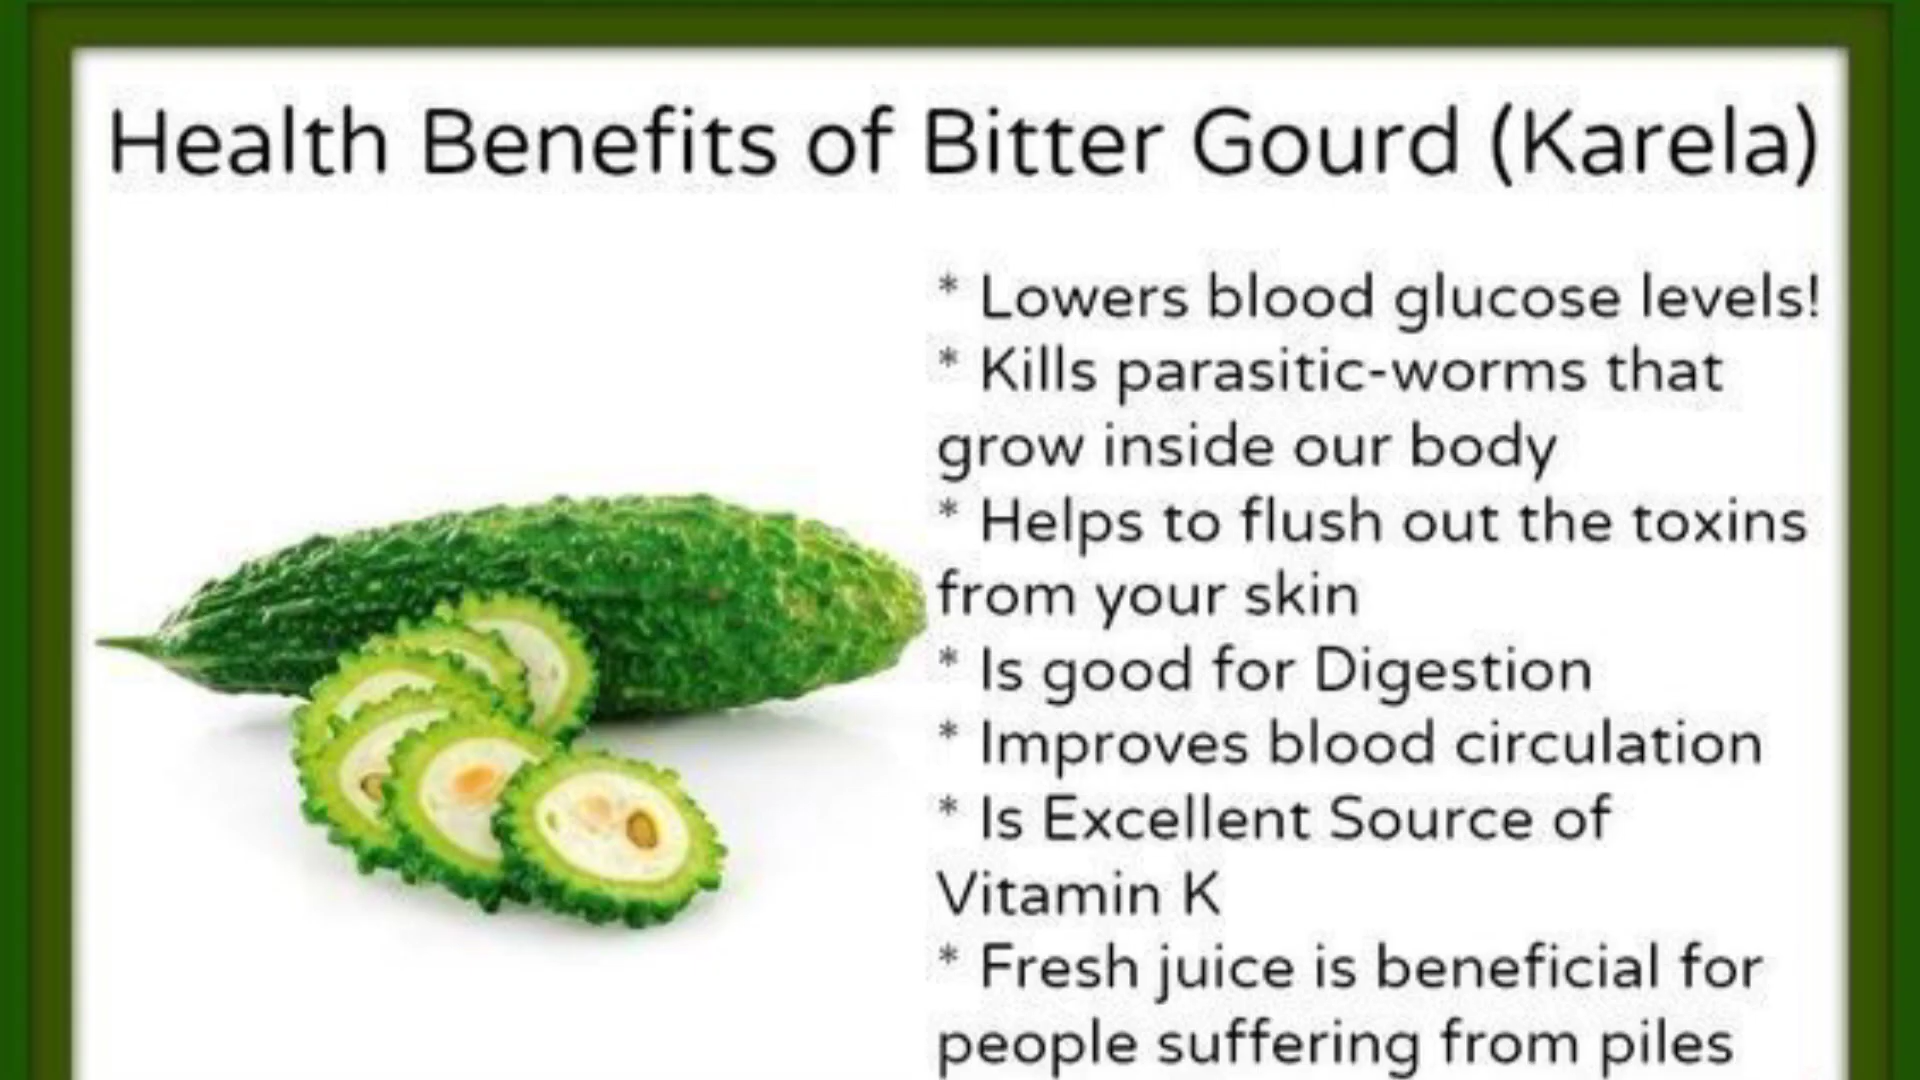 Health Benefits of Bitter Gourd (Karela)
* Lowers blood glucose levels!
* Kills parasitic-worms that
grow inside our body
* Helps to flush out the toxins
from your skin
* Is good for Digestion
* Improves blood circulation
* Is Excellent Source of
Vitamin K
* Fresh juice is beneficial for
people suffering from piles